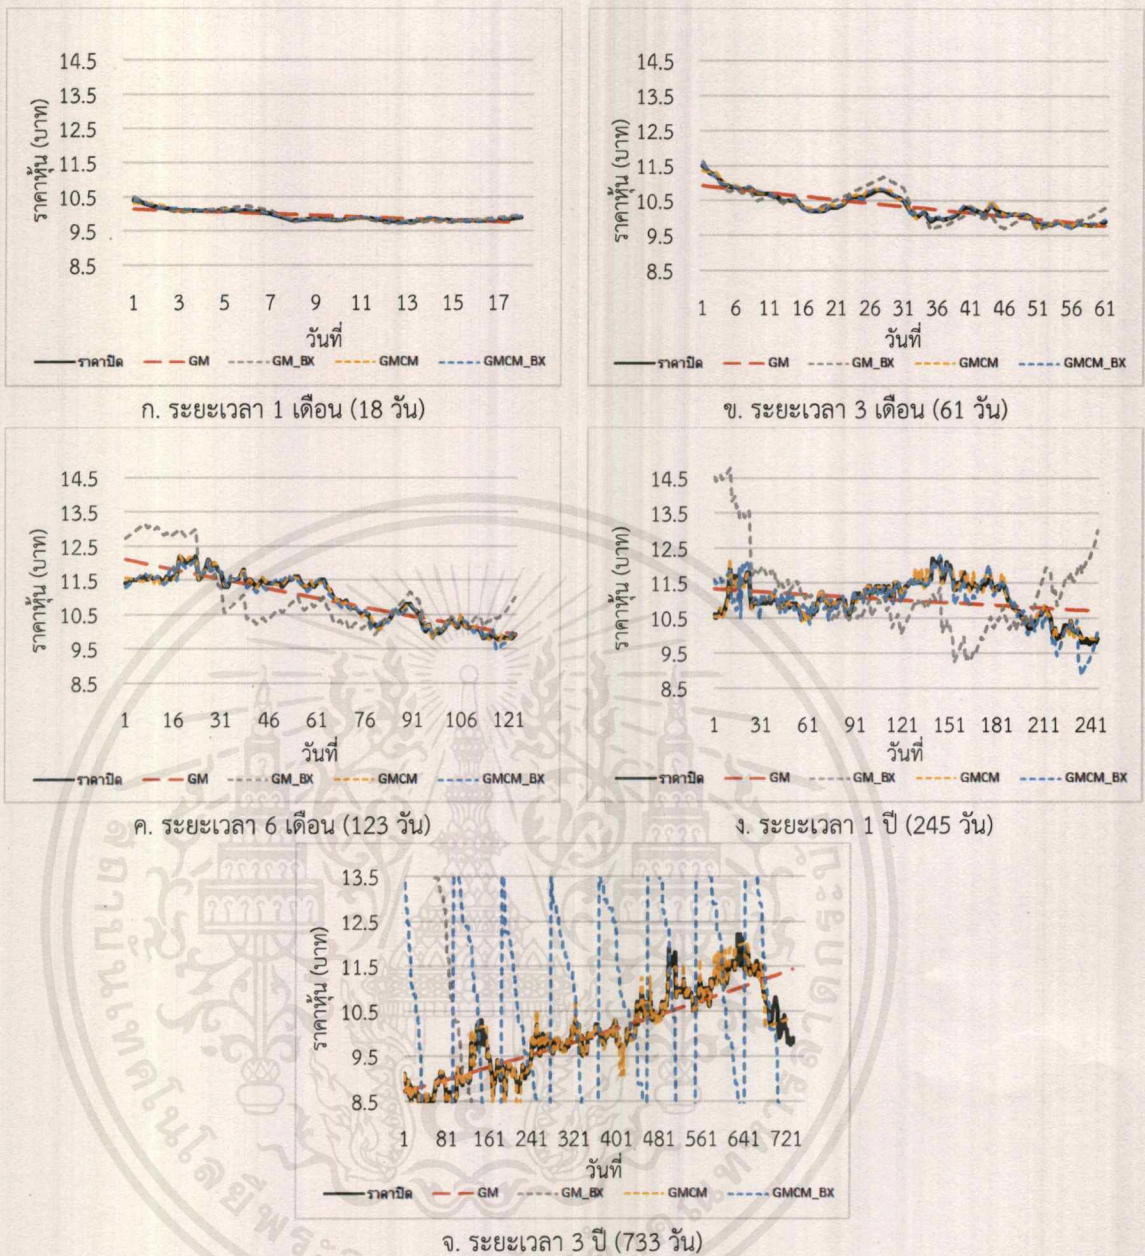 14.5
13.5
12.5
11.5
10.5
9.5
8.5
ราคาหุ้น (บาท)
1 3 5 7 9 11 13 15 17
วันที่
ราคาปิด GM GM_BX GMCM GMCM_BX
ก. ระยะเวลา 1 เดือน (18 วัน)
14.5
13.5
12.5
11.5
10.5
9.5
8.5
ราคาหุ้น (บาท)
1 6 11 16 21 26 31 36 41 46 51 56 61
วันที่
ราคาปิด GM GM_BX GMCM GMCM_BX
ข. ระยะเวลา 3 เดือน (61 วัน)
14.5
13.5
12.5
11.5
10.5
9.5
8.5
ราคาหุ้น (บาท)
1 16 31 46 61 76 91 106 121
วันที่
ราคาปิด GM GM_BX GMCM GMCM_BX
ค. ระยะเวลา 6 เดือน (123 วัน)
14.5
13.5
12.5
11.5
10.5
9.5
8.5
ราคาหุ้น (บาท)
1 31 61 91 121 151 181 211 241
วันที่
ราคาปิด GM GM_BX GMCM GMCM_BX
ง. ระยะเวลา 1 ปี (245 วัน)
13.5
12.5
11.5
10.5
9.5
8.5
ราคาหุ้น (บาท)
1 81 161 241 321 401 481 561 641 721
วันที่
ราคาปิด GM GM_BX GMCM GMCM_BX
จ. ระยะเวลา 3 ปี (733 วัน)